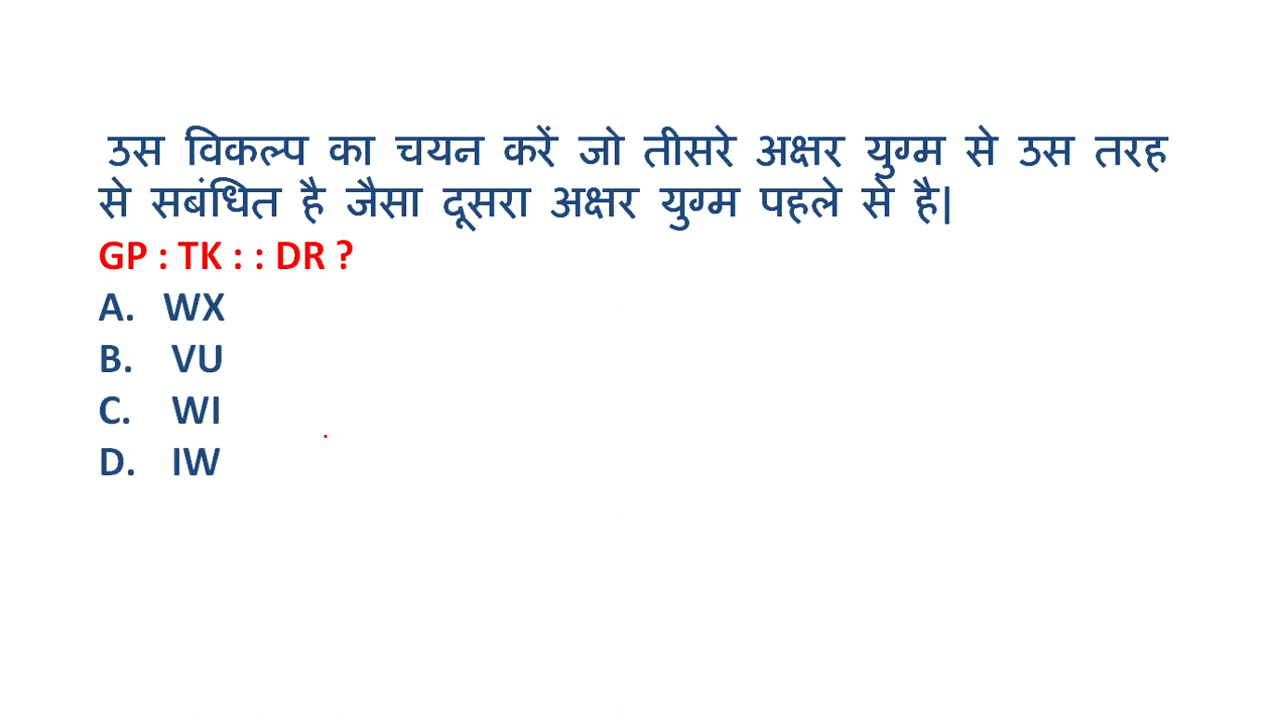 उस विकल्प का चयन करें जो तीसरे अक्षर युग्म से उस तरह
से सबंधित है जैसा दूसरा अक्षर युग्म पहले से है|
GP : TK : : DR ?
A. WX
B. VU
C. WI
D. IW